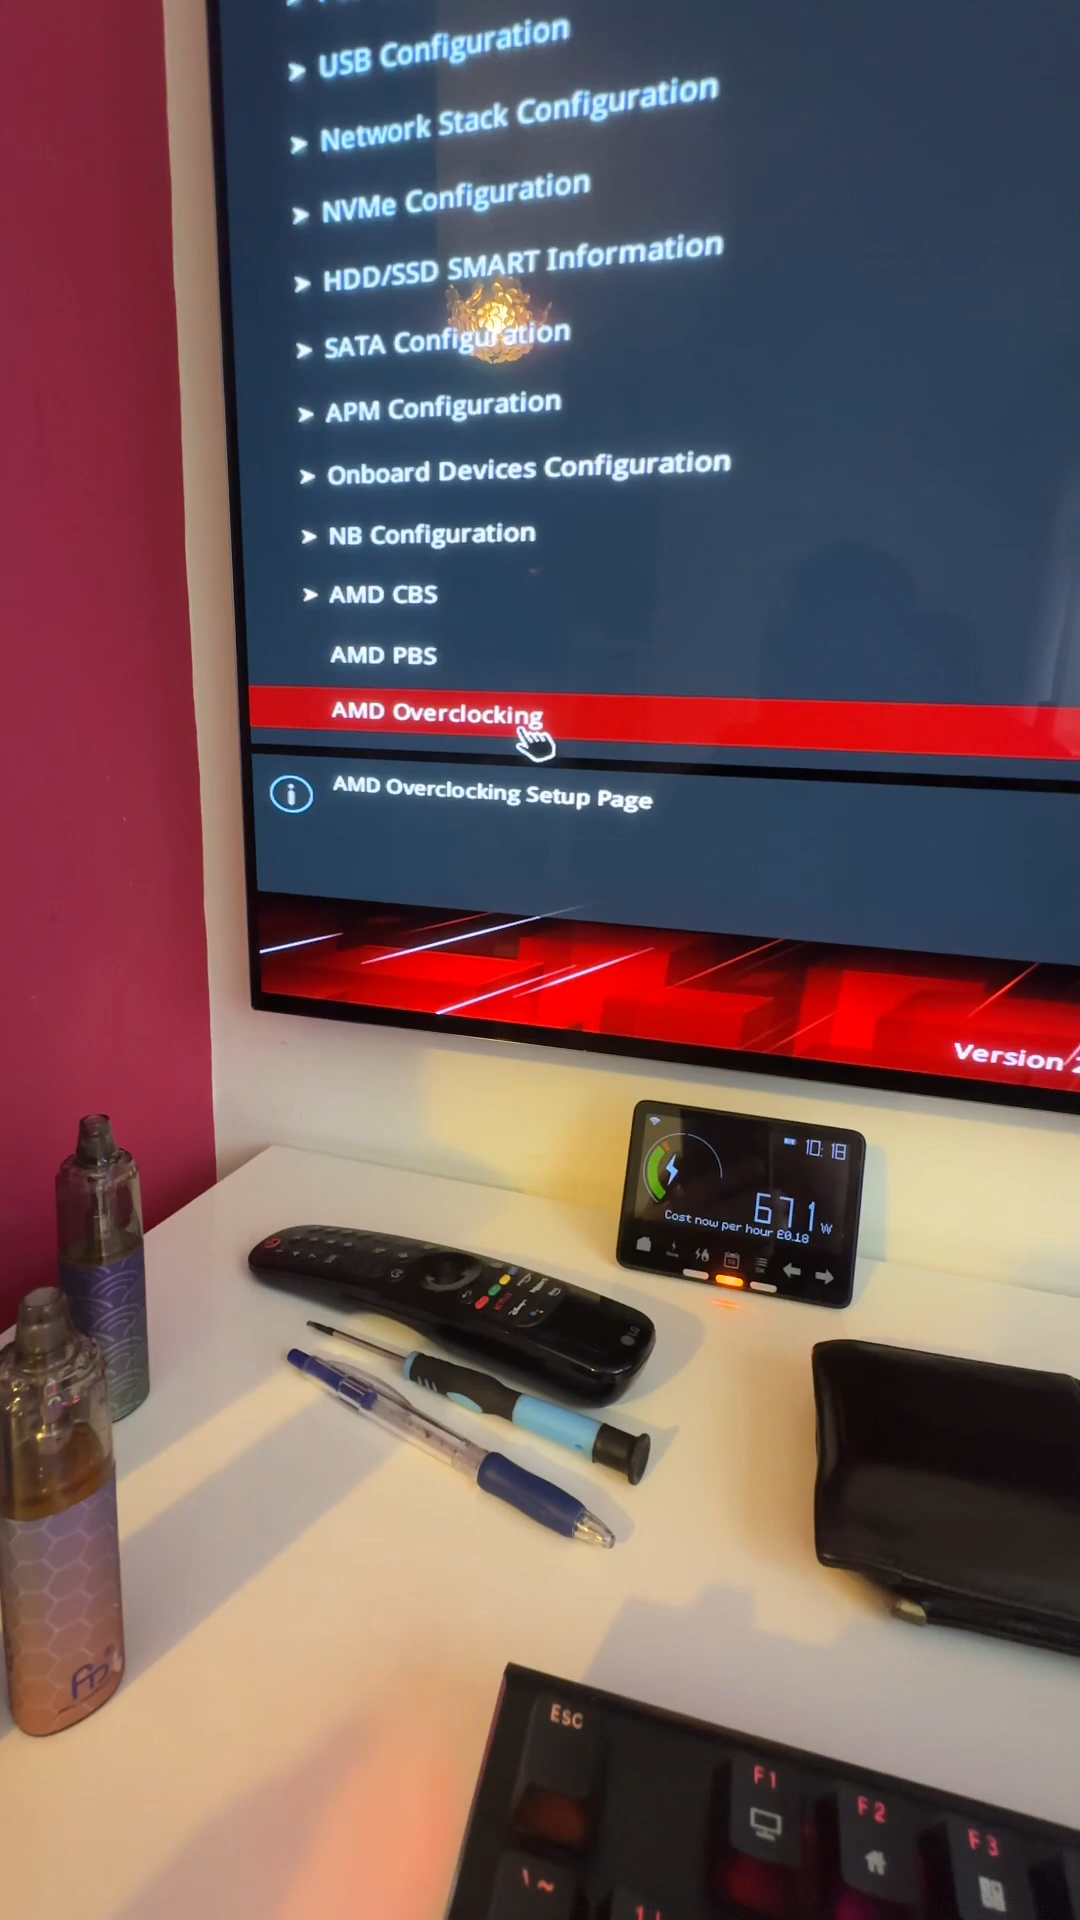 USB Configuration
Network Stack Configuration
NVMe Configuration
HDD/SSD SMART Information
SATA Configuration
APM Configuration
Onboard Devices Configuration
NB Configuration
AMD CBS
AMD PBS
AMD Overclocking
AMD Overclocking Setup Page
Version
10:18
671 W
Cost now per hour £0.18
LG
Esc
F1
F2
F3